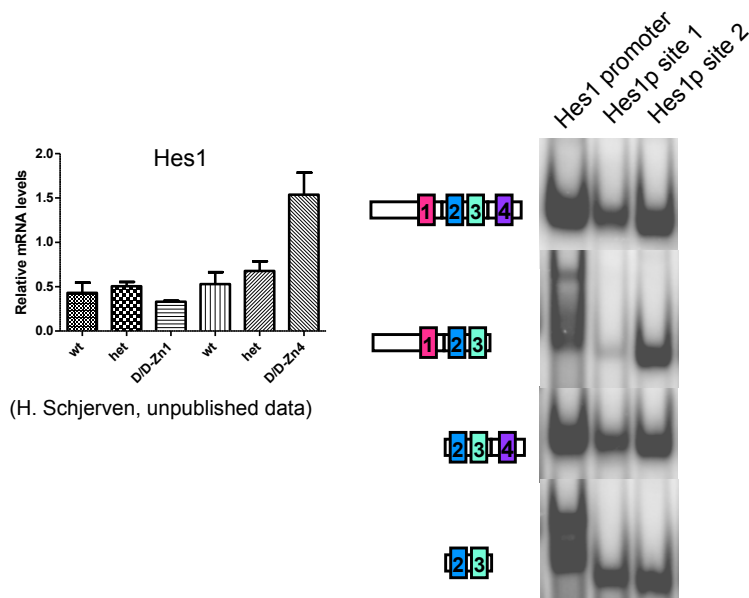 Hes1 promoter
Hes1p site 1
Hes1p site 2
Hes1
Relative mRNA levels
2.0
1.5
1.0
0.5
0.0
wt
het
D/D-Zn1
wt
het
D/D-Zn4
(H. Schjerven, unpublished data)
1 2 3 4
1 2 3
2 3 4
2 3